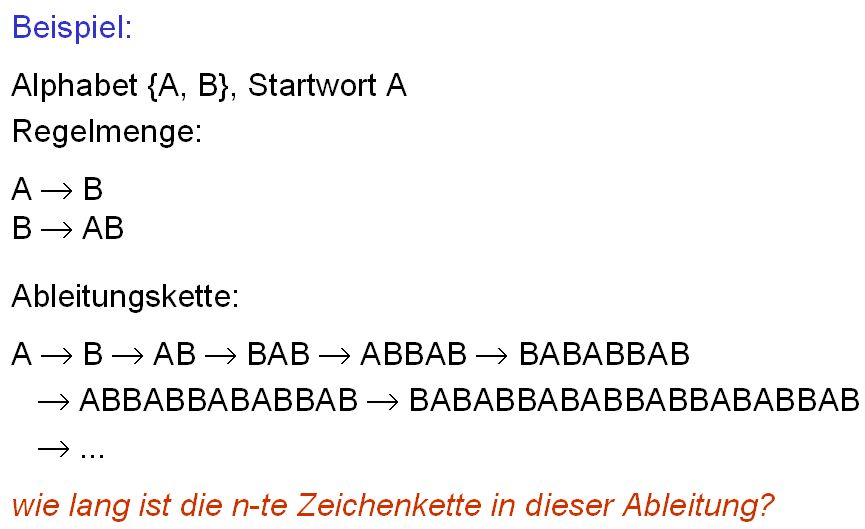 Beispiel:
Alphabet {A, B}, Startwort A
Regelmenge:
A → B
B → AB
Ableitungskette:
A → B → AB → BAB → ABBAB → BABABBAB
→ ABBABBABABBAB → BABABBABABBABBABABBAB
→ ...
wie lang ist die n-te Zeichenkette in dieser Ableitung?